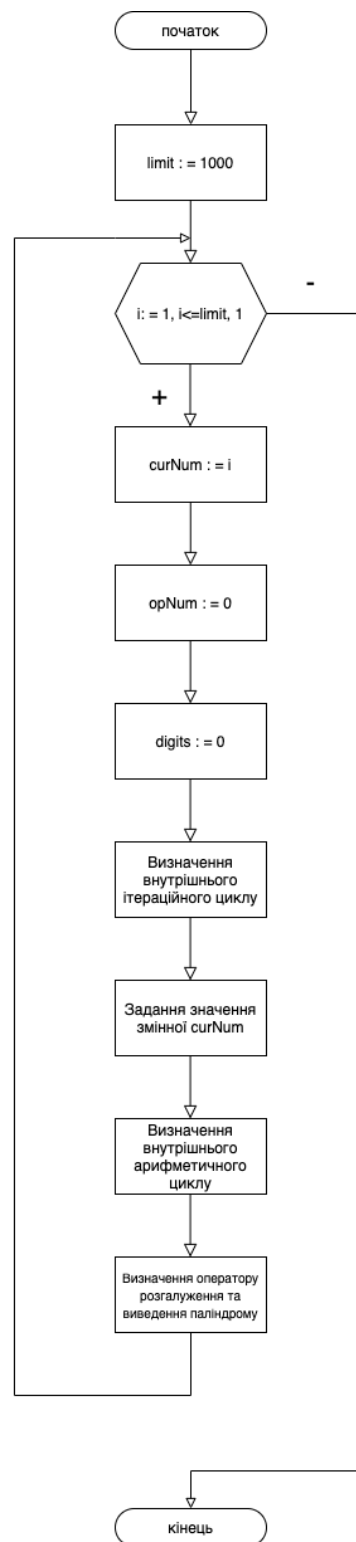 початок
limit : = 1000
i: = 1, i<=limit, 1
-
+
curNum : = i
opNum : = 0
digits : = 0
Визначення
внутрішнього
ітераційного циклу
Задання значення
змінної curNum
Визначення
внутрішнього
арифметичного
циклу
Визначення оператору
розгалуження та
виведення паліндрому
кінець